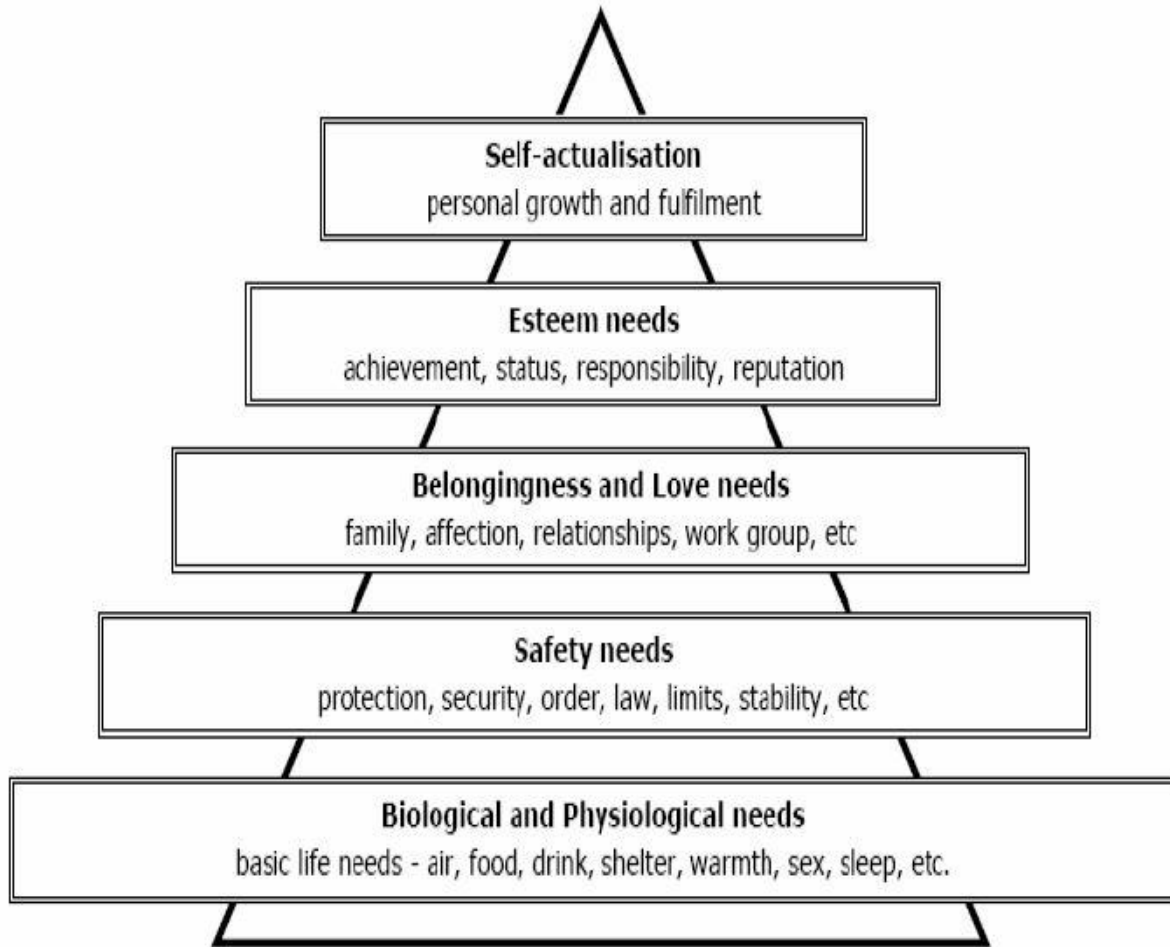 Self-actualisation
personal growth and fulfilment
Esteem needs
achievement, status, responsibility, reputation
Belongingness and Love needs
family, affection, relationships, work group, etc
Safety needs
protection, security, order, law, limits, stability, etc
Biological and Physiological needs
basic life needs - air, food, drink, shelter, warmth, sex, sleep, etc.